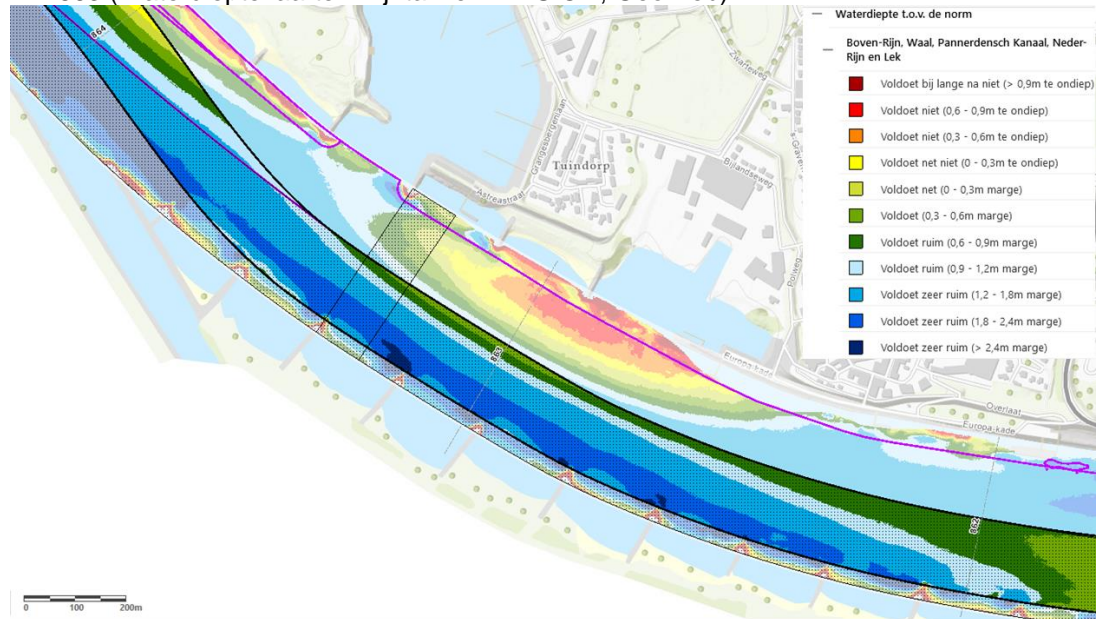 Waterdiepte t.o.v. de norm
Boven-Rijn, Waal, Pannerdensch Kanaal, Neder-
Rijn en Lek
Voldoet bij lange na niet (> 0,9m te ondiep)
Voldoet niet (0,6 - 0,9m te ondiep)
Voldoet niet (0,3 - 0,6m te ondiep)
Voldoet net niet (0 - 0,3m te ondiep)
Voldoet net (0 - 0,3m marge)
Voldoet (0,3 - 0,6m marge)
Voldoet ruim (0,6 - 0,9m marge)
Voldoet ruim (0,9 - 1,2m marge)
Voldoet zeer ruim (1,2 - 1,8m marge)
Voldoet zeer ruim (1,8 - 2,4m marge)
Voldoet zeer ruim (> 2,4m marge)
864
Zwarteweg
Grangesbergenlaan
Tuindorp
Bijlandseweg
Astreastraat
Rolweg
863
Europa-kade
Overlaat
Europa-kade
862
0 100 200m